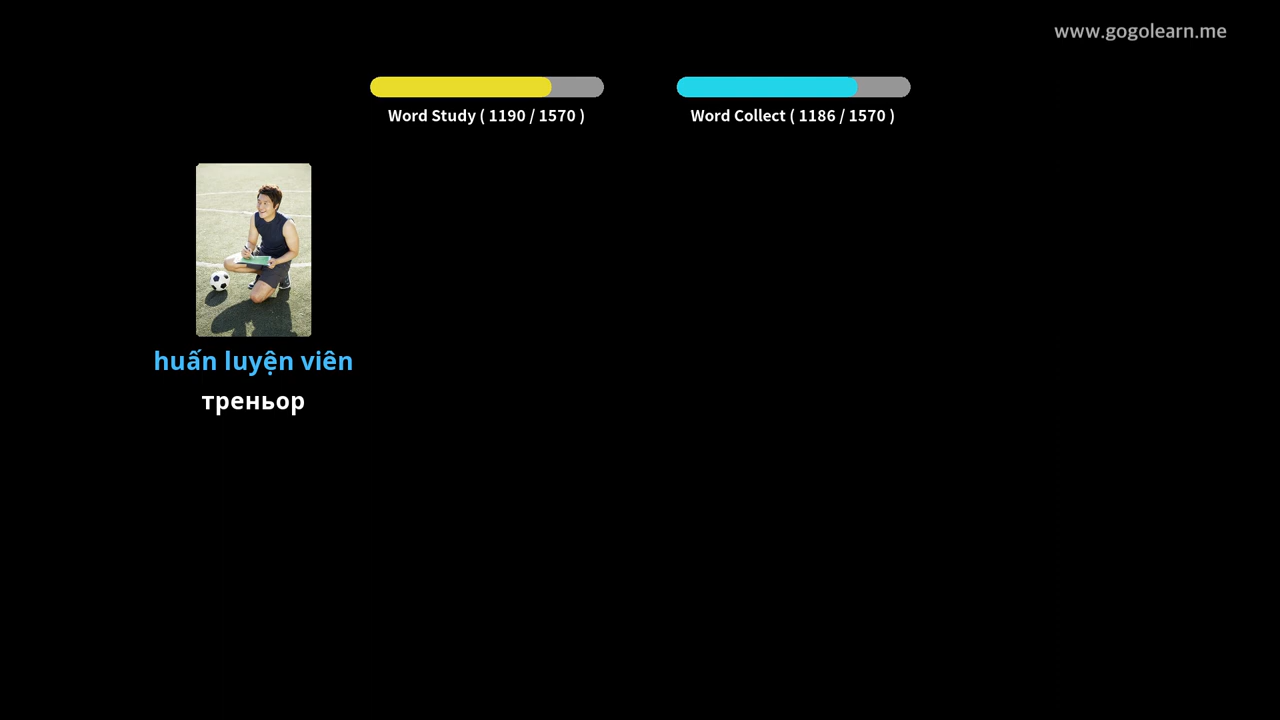 www.gogolearn.me
Word Study ( 1190 / 1570 )
Word Collect ( 1186 / 1570 )
huấn luyện viên
треньор